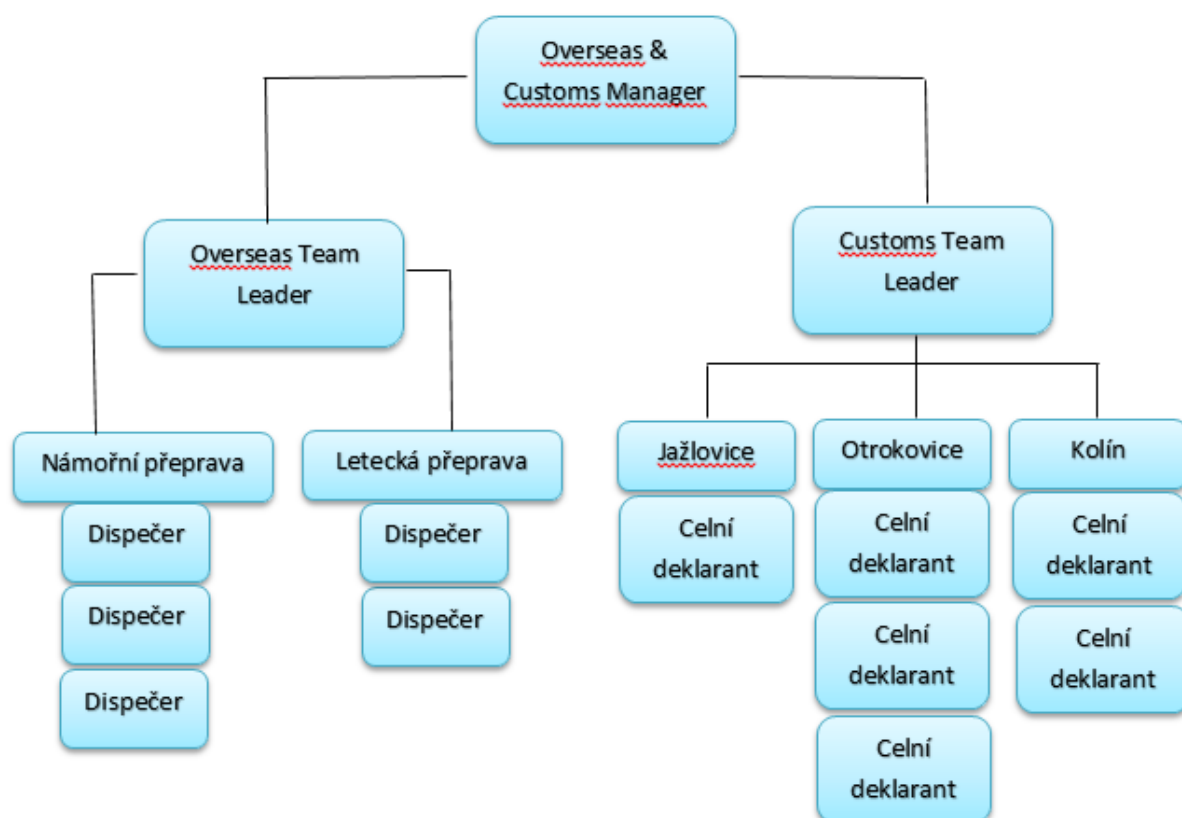 Overseas &
Customs Manager
Overseas Team
Leader
Customs Team
Leader
Námořní přeprava
Dispečer
Dispečer
Dispečer
Letecká přeprava
Dispečer
Dispečer
Jažlovice
Celní
deklarant
Otrokovice
Celní
deklarant
Celní
deklarant
Celní
deklarant
Kolín
Celní
deklarant
Celní
deklarant